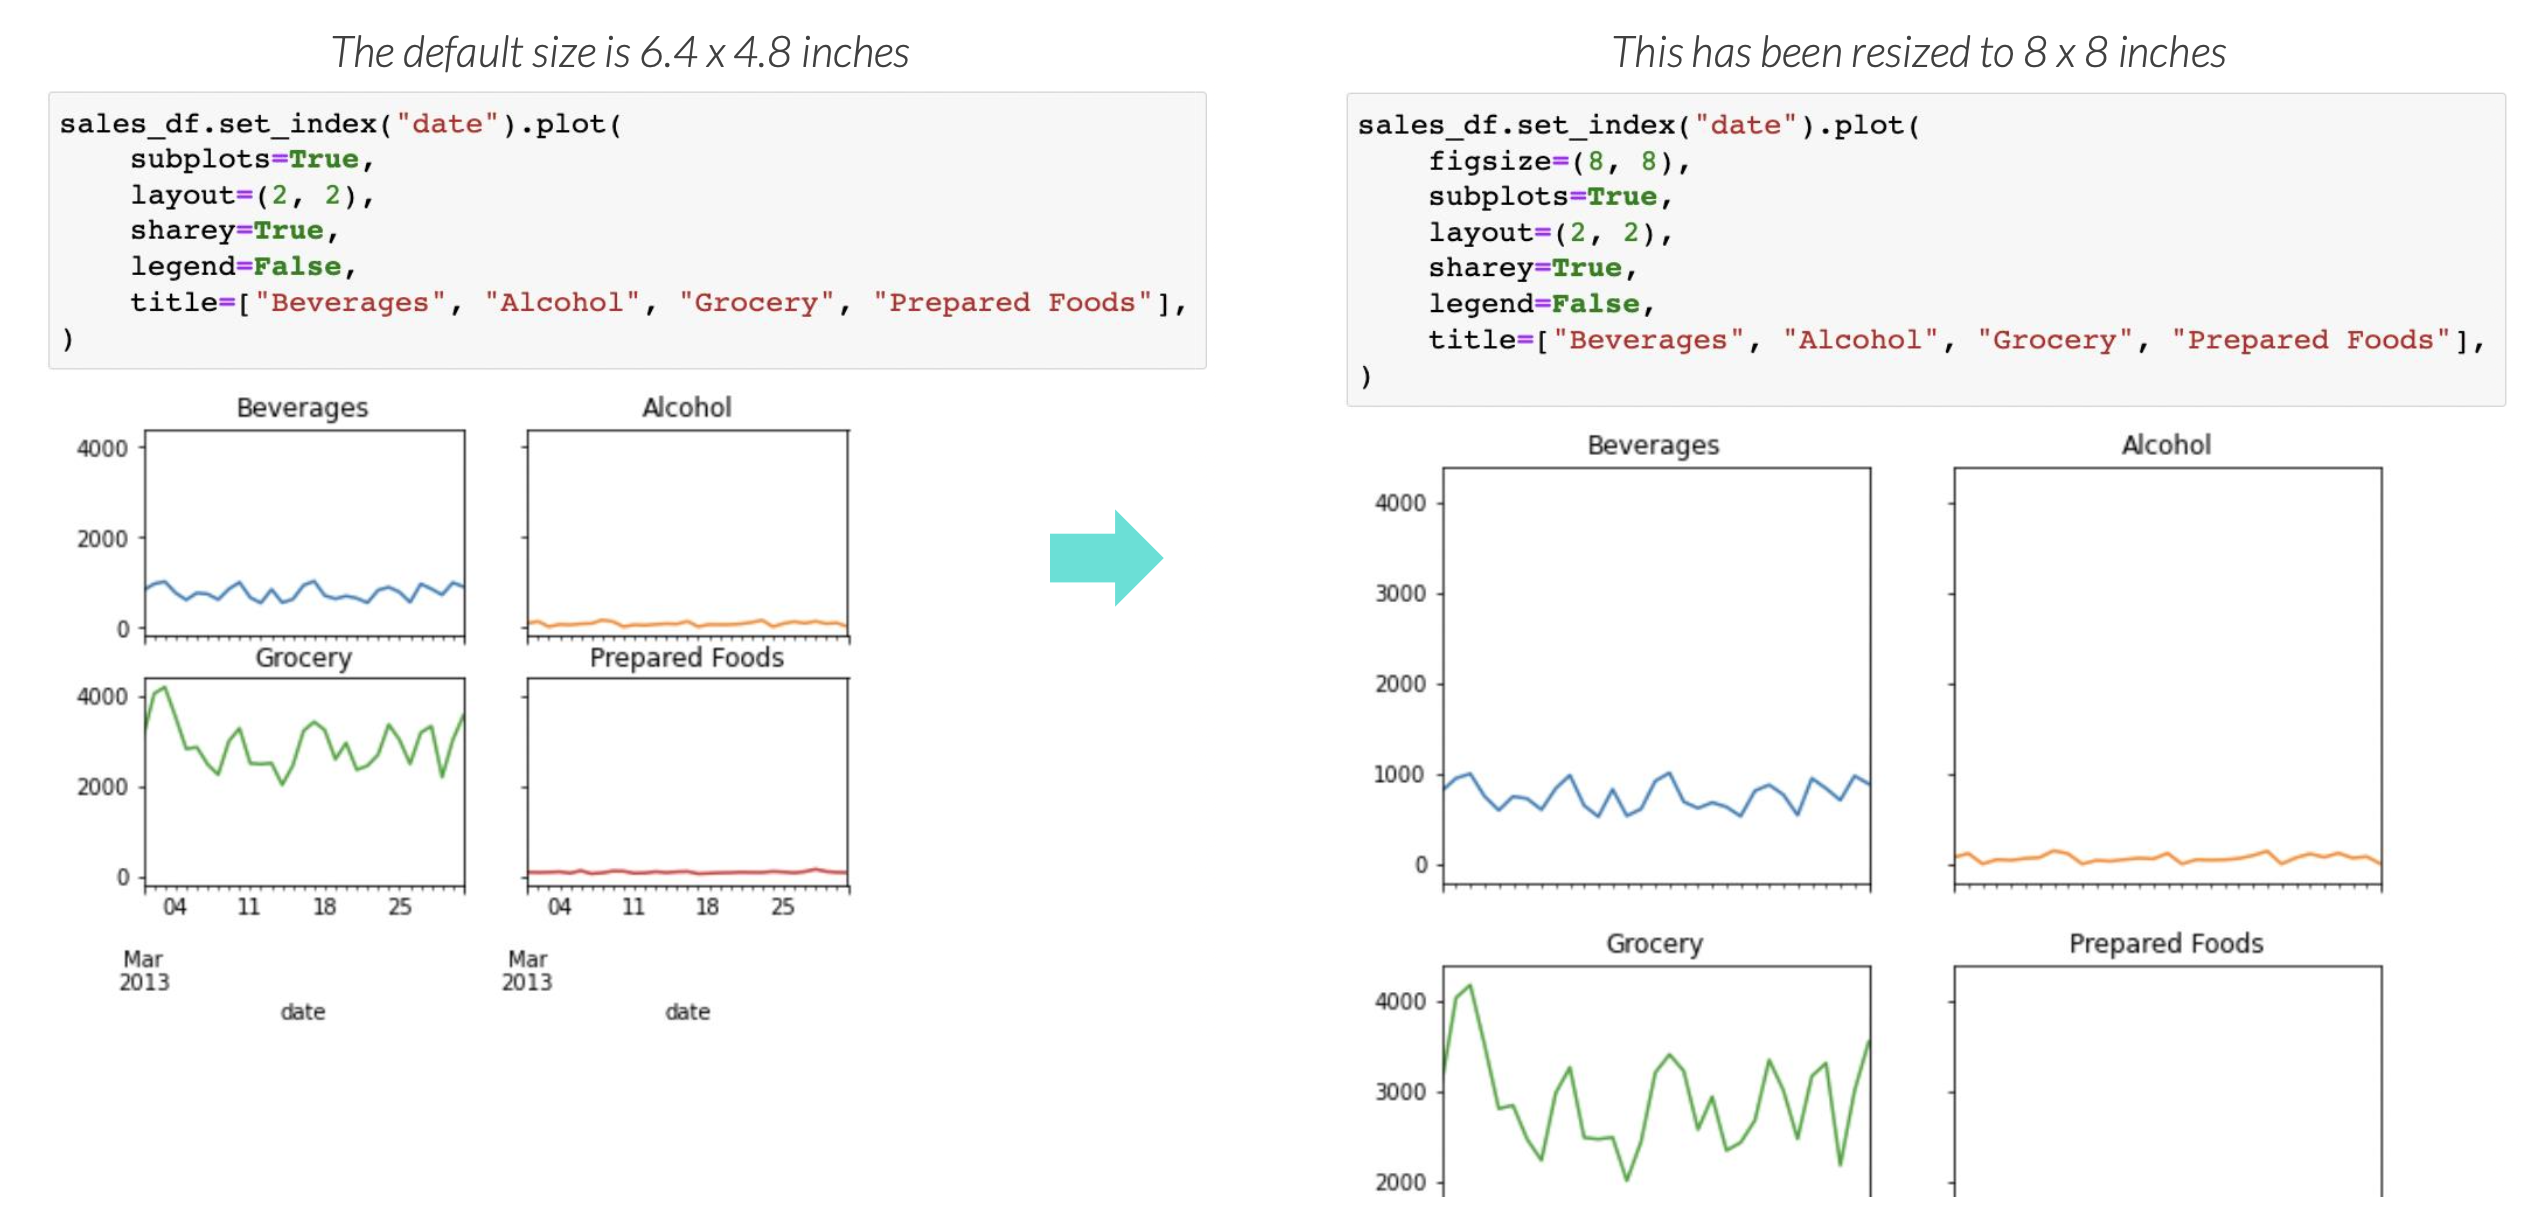 The default size is 6.4 x 4.8 inches
sales_df.set_index("date").plot(
    subplots=True,
    layout=(2, 2),
    sharey=True,
    legend=False,
    title=["Beverages", "Alcohol", "Grocery", "Prepared Foods"],
)
Beverages
Alcohol
4000
2000
0
Grocery
Prepared Foods
4000
2000
0
04 11 18 25
04 11 18 25
Mar
2013
Mar
2013
date
date
This has been resized to 8 x 8 inches
sales_df.set_index("date").plot(
    figsize=(8, 8),
    subplots=True,
    layout=(2, 2),
    sharey=True,
    legend=False,
    title=["Beverages", "Alcohol", "Grocery", "Prepared Foods"],
)
Beverages
Alcohol
4000
3000
2000
1000
0
Grocery
Prepared Foods
4000
3000
2000